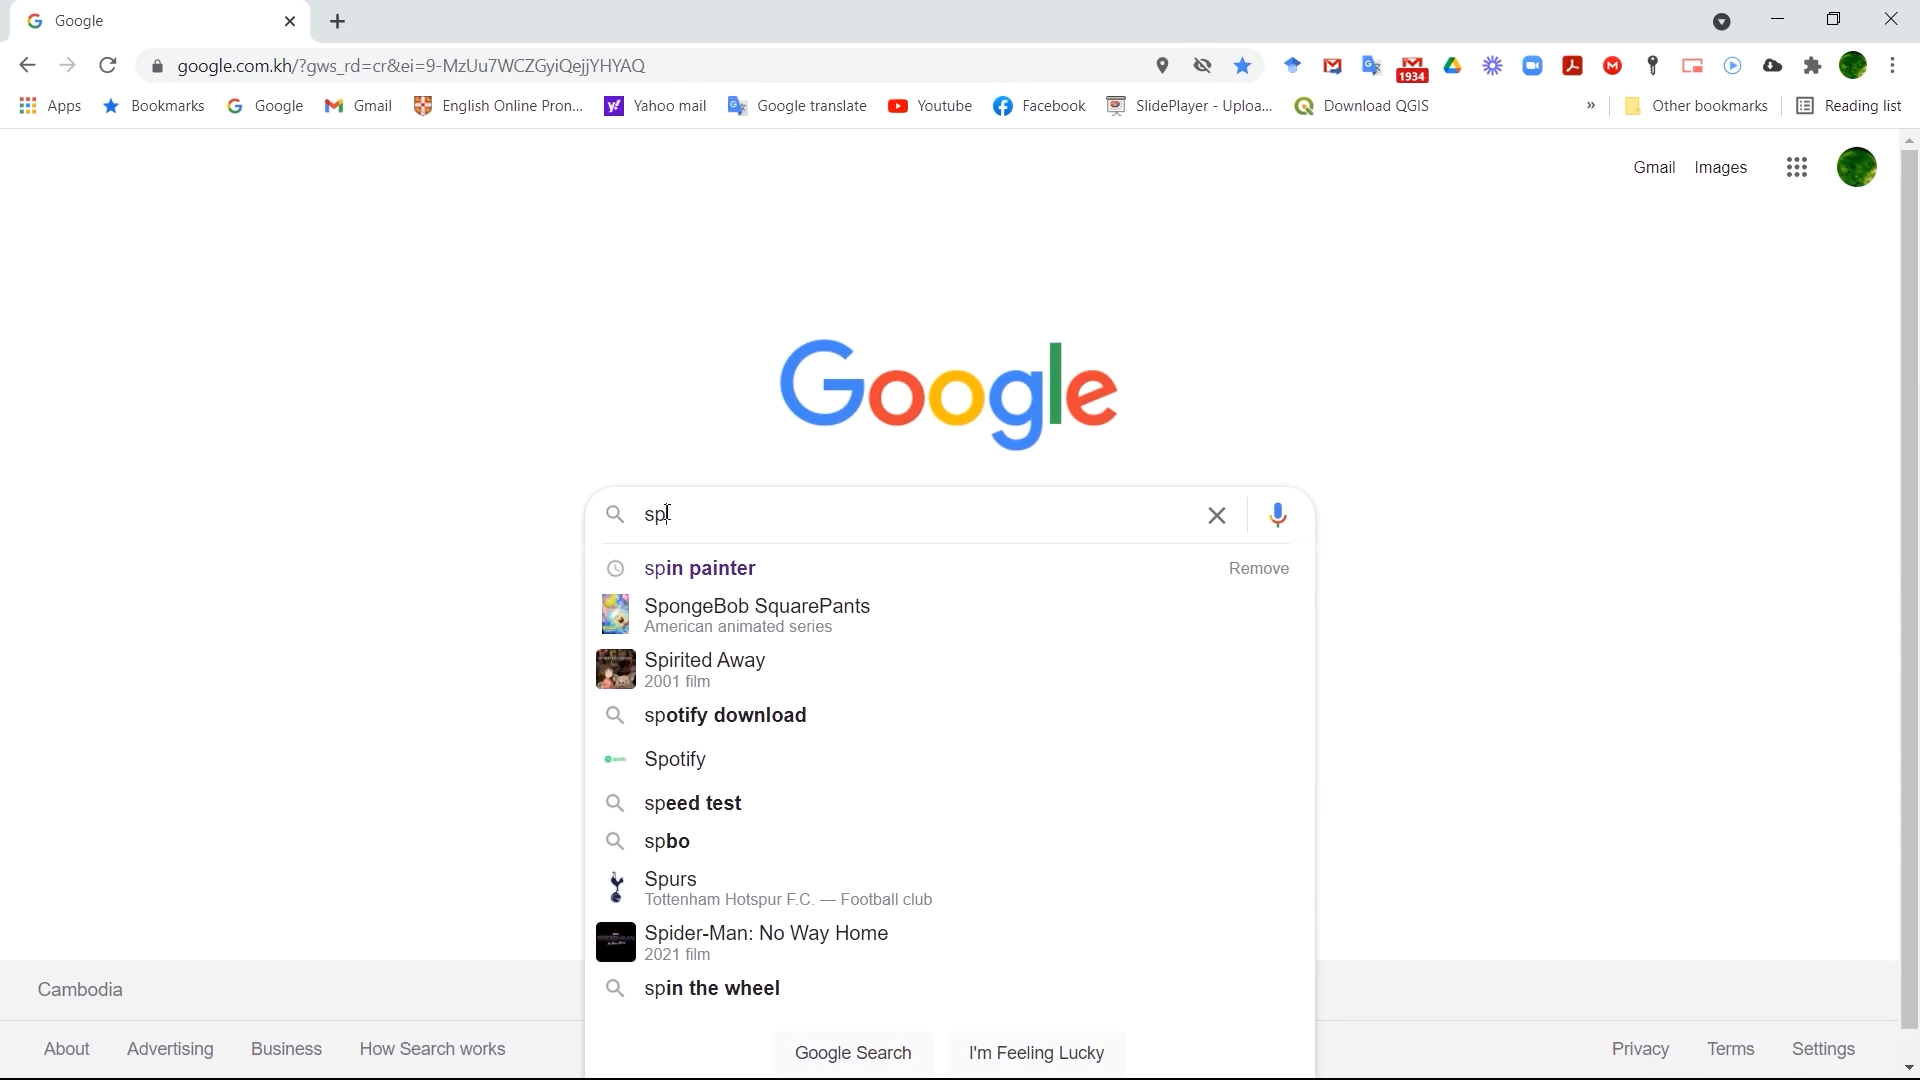 Google
google.com.kh/?gws_rd=cr&ei=9-MzUu7WCZGyiQejjYHYAQ
1934
Apps Bookmarks Google Gmail English Online Pron... Yahoo mail Google translate Youtube Facebook SlidePlayer - Uploa... Download QGIS » Other bookmarks Reading list
Gmail Images
Google
sp
spin painter Remove
SpongeBob SquarePants
American animated series
Spirited Away
2001 film
spotify download
Spotify
speed test
spbo
Spurs
Tottenham Hotspur F.C. — Football club
Spider-Man: No Way Home
2021 film
spin the wheel
Google Search I'm Feeling Lucky
Cambodia
About Advertising Business How Search works Privacy Terms Settings